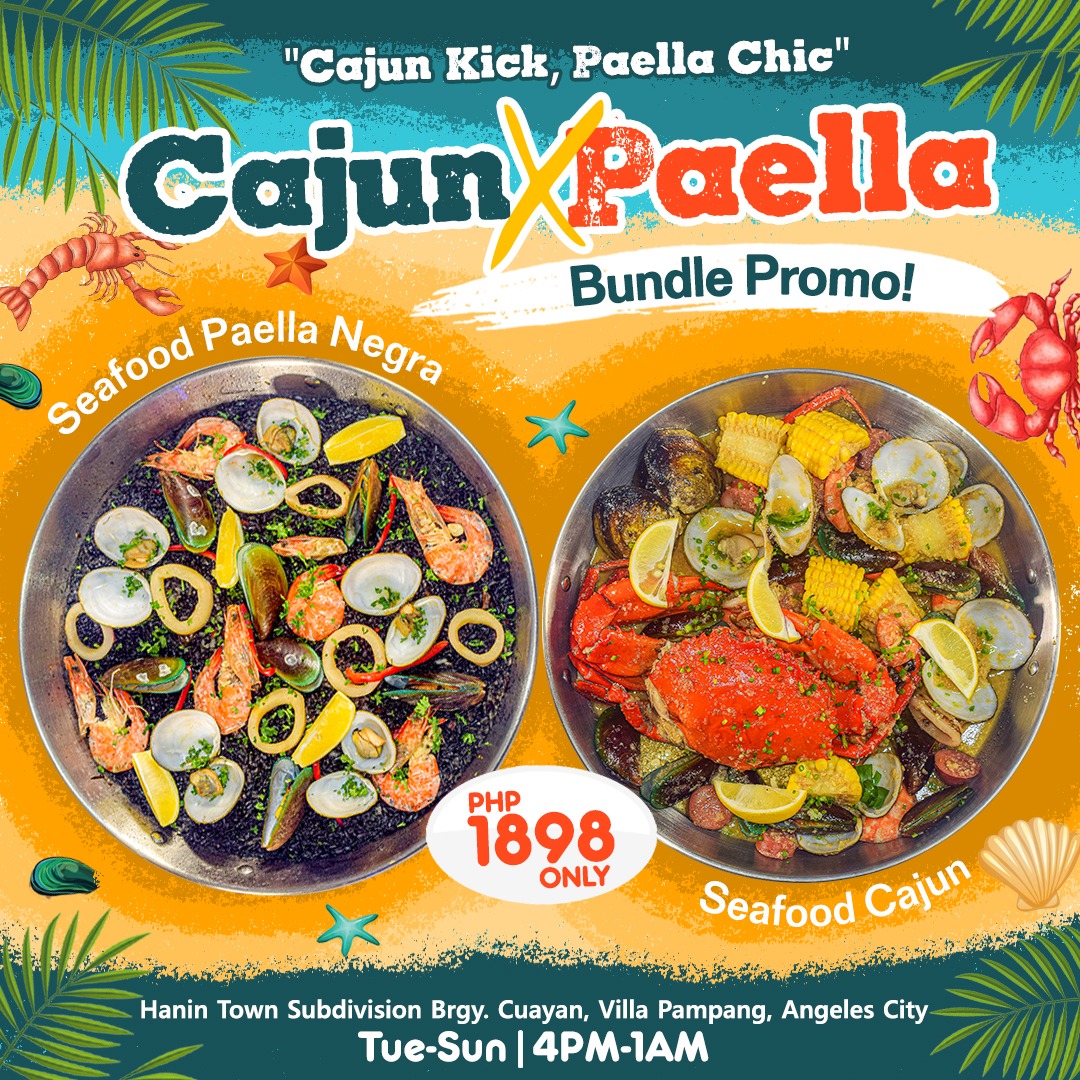 "Cajun Kick, Paella Chic"
Cajun X Paella
Bundle Promo!
Seafood Paella Negra
PHP
1898
ONLY
Seafood Cajun
Hanin Town Subdivision Brgy. Cuayan, Villa Pampang, Angeles City
Tue-Sun | 4PM-1AM